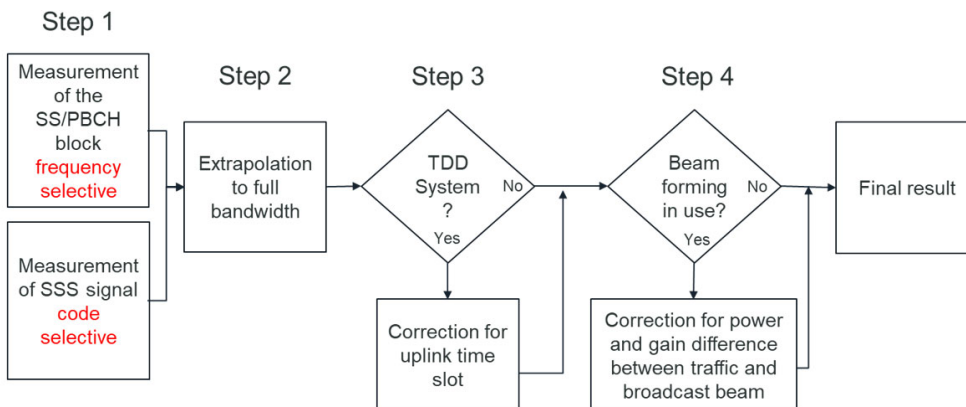 Step 1
Measurement
of the
SS/PBCH
block
frequency
selective
Measurement
of SSS signal
code
selective
Step 2
Extrapolation
to full
bandwidth
Step 3
TDD
System
?
No
Yes
Correction for
uplink time
slot
Step 4
Beam
forming
in use?
No
Yes
Correction for power
and gain difference
between traffic and
broadcast beam
Final result